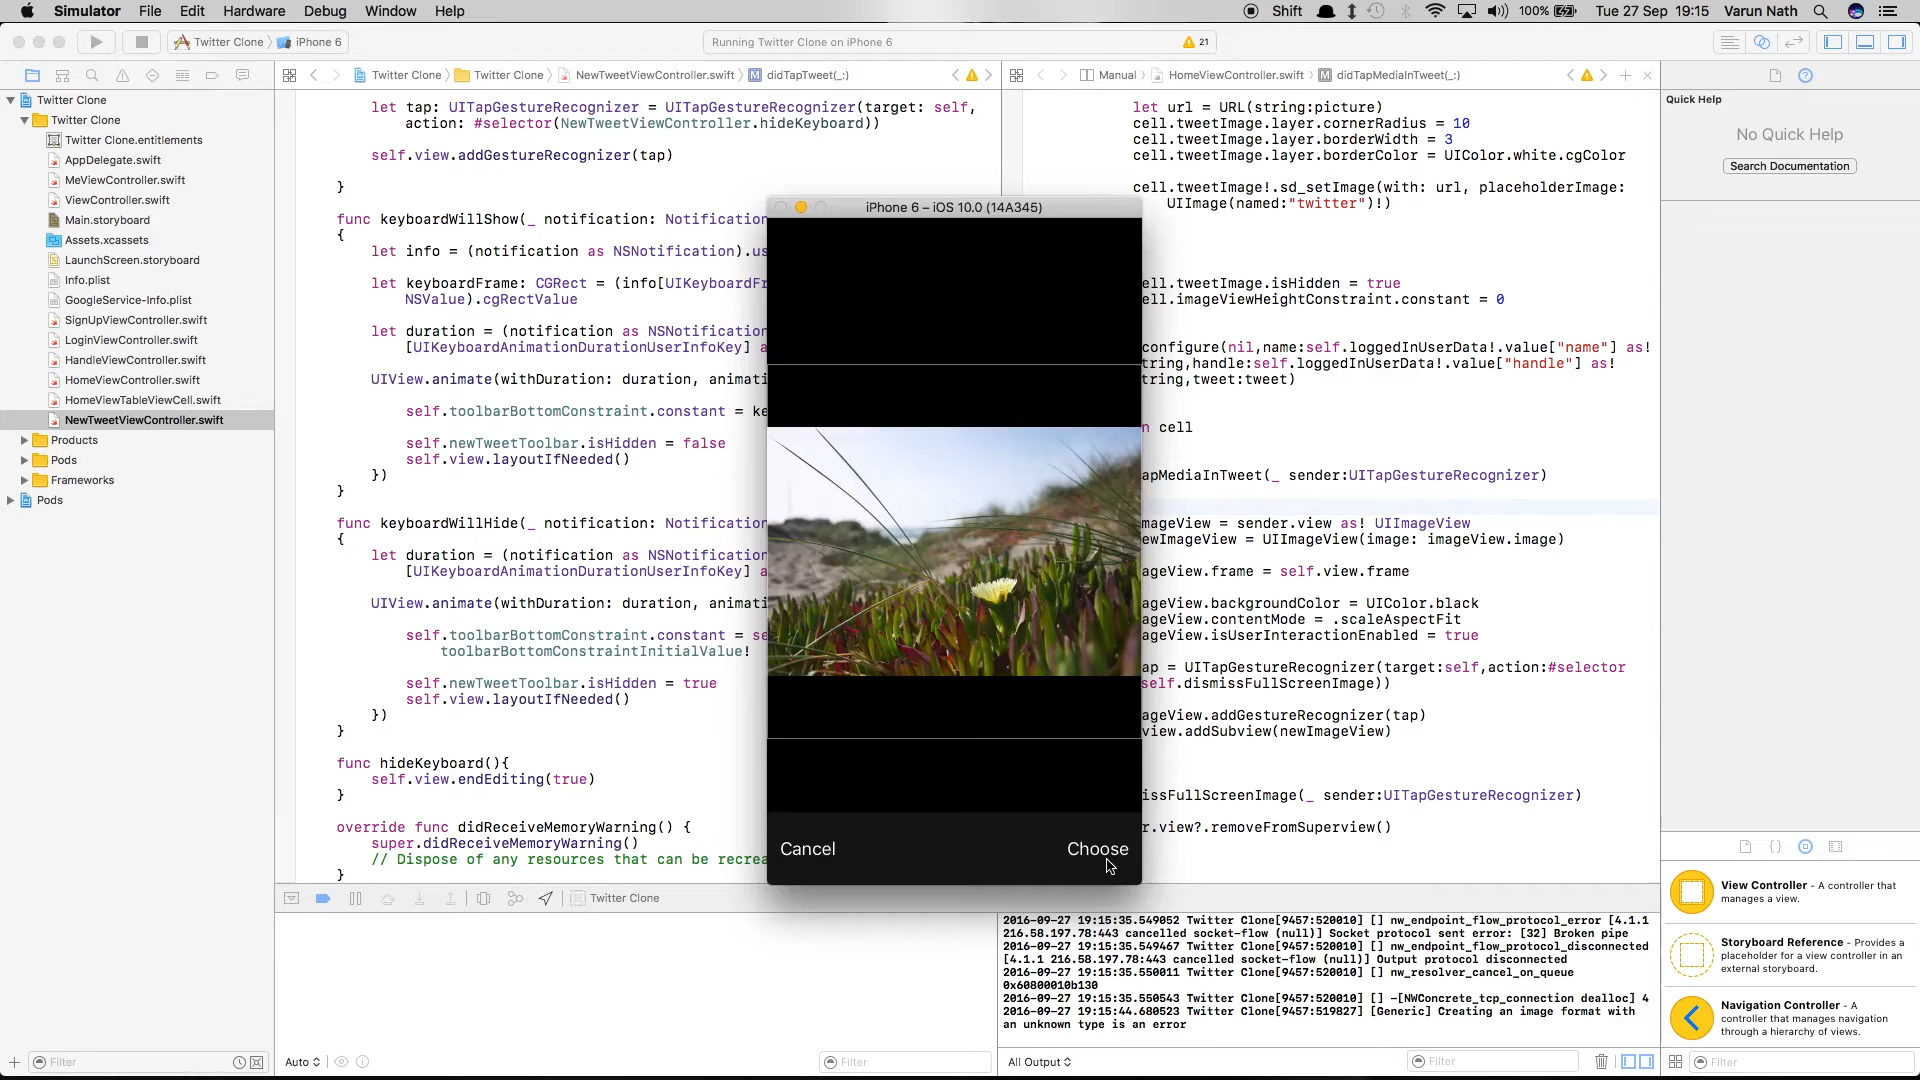 Simulator File Edit Hardware Debug Window Help
Shift 100% Tue 27 Sep 19:15 Varun Nath
Twitter Clone iPhone 6
Running Twitter Clone on iPhone 6 21
Twitter Clone Twitter Clone NewTweetViewController.swift didTapTweet(_:)
Manual HomeViewController.swift didTapMediaInTweet(_:)
Twitter Clone
Twitter Clone
Twitter Clone.entitlements
AppDelegate.swift
MeViewController.swift
ViewController.swift
Main.storyboard
Assets.xcassets
LaunchScreen.storyboard
Info.plist
GoogleService-Info.plist
SignUpViewController.swift
LoginViewController.swift
HandleViewController.swift
HomeViewController.swift
HomeViewTableViewCell.swift
NewTweetViewController.swift
Products
Pods
Frameworks
Pods
Filter
let tap: UITapGestureRecognizer = UITapGestureRecognizer(target: self,
action: #selector(NewTweetViewController.hideKeyboard))
self.view.addGestureRecognizer(tap)
}
func keyboardWillShow(_ notification: Notification
{
let info = (notification as NSNotification).us
let keyboardFrame: CGRect = (info[UIKeyboardFr
NSValue).cgRectValue
let duration = (notification as NSNotification
[UIKeyboardAnimationDurationUserInfoKey] a
UIView.animate(withDuration: duration, animati
self.toolbarBottomConstraint.constant = ke
self.newTweetToolbar.isHidden = false
self.view.layoutIfNeeded()
})
}
func keyboardWillHide(_ notification: Notification
{
let duration = (notification as NSNotification
[UIKeyboardAnimationDurationUserInfoKey] a
UIView.animate(withDuration: duration, animati
self.toolbarBottomConstraint.constant = se
toolbarBottomConstraintInitialValue!
self.newTweetToolbar.isHidden = true
self.view.layoutIfNeeded()
})
}
func hideKeyboard(){
self.view.endEditing(true)
}
override func didReceiveMemoryWarning() {
super.didReceiveMemoryWarning()
// Dispose of any resources that can be recrea
}
iPhone 6 – iOS 10.0 (14A345)
Cancel Choose
let url = URL(string:picture)
cell.tweetImage.layer.cornerRadius = 10
cell.tweetImage.layer.borderWidth = 3
cell.tweetImage.layer.borderColor = UIColor.white.cgColor
cell.tweetImage!.sd_setImage(with: url, placeholderImage:
UIImage(named:"twitter")!)
ell.tweetImage.isHidden = true
ell.imageViewHeightConstraint.constant = 0
configure(nil,name:self.loggedInUserData!.value["name"] as!
tring,handle:self.loggedInUserData!.value["handle"] as!
tring,tweet:tweet)
n cell
apMediaInTweet(_ sender:UITapGestureRecognizer)
mageView = sender.view as! UIImageView
ewImageView = UIImageView(image: imageView.image)
ageView.frame = self.view.frame
ageView.backgroundColor = UIColor.black
ageView.contentMode = .scaleAspectFit
ageView.isUserInteractionEnabled = true
ap = UITapGestureRecognizer(target:self,action:#selector
self.dismissFullScreenImage))
ageView.addGestureRecognizer(tap)
view.addSubview(newImageView)
issFullScreenImage(_ sender:UITapGestureRecognizer)
r.view?.removeFromSuperview()
Twitter Clone
2016-09-27 19:15:35.549052 Twitter Clone[9457:520010] [] nw_endpoint_flow_protocol_error [4.1.1
216.58.197.78:443 cancelled socket-flow (null)] Socket protocol sent error: [32] Broken pipe
2016-09-27 19:15:35.549467 Twitter Clone[9457:520010] [] nw_endpoint_flow_protocol_disconnected
[4.1.1 216.58.197.78:443 cancelled socket-flow (null)] Output protocol disconnected
2016-09-27 19:15:35.550011 Twitter Clone[9457:520010] [] nw_resolver_cancel_on_queue
0x60800010b130
2016-09-27 19:15:35.550543 Twitter Clone[9457:520010] [] -[NWConcrete_tcp_connection dealloc] 4
2016-09-27 19:15:44.680523 Twitter Clone[9457:519827] [Generic] Creating an image format with
an unknown type is an error
Auto Filter
All Output Filter
Quick Help
No Quick Help
Search Documentation
View Controller - A controller that
manages a view.
Storyboard Reference - Provides a
placeholder for a view controller in an
external storyboard.
Navigation Controller - A
controller that manages navigation
through a hierarchy of views.
Filter